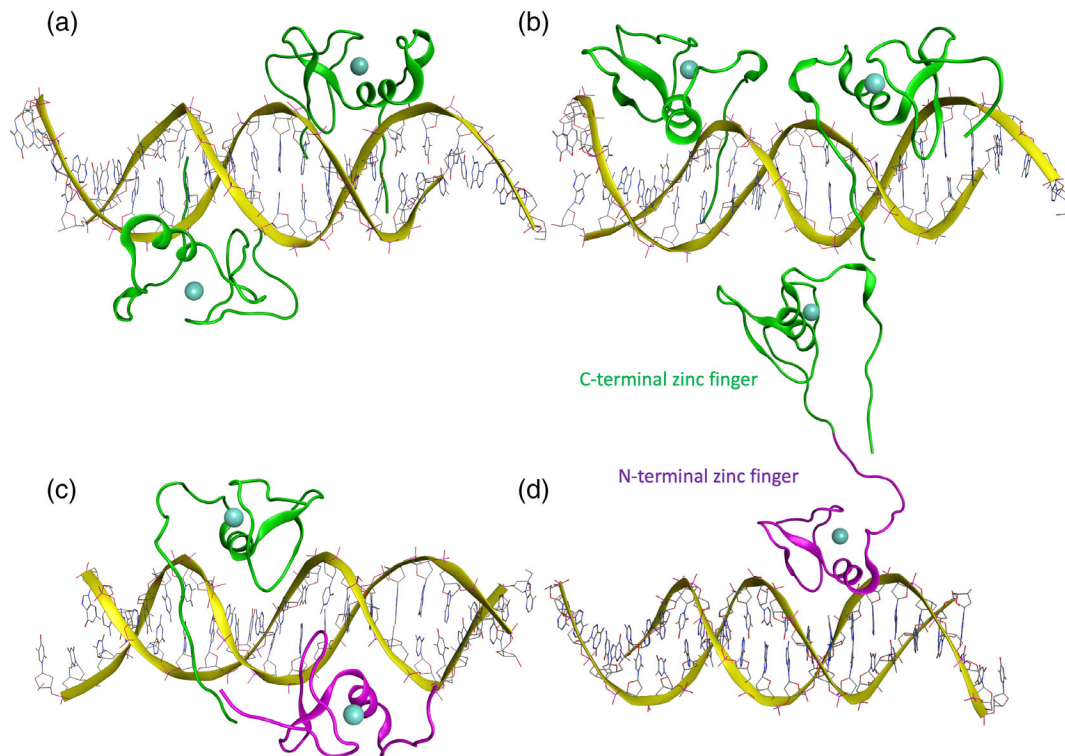 (a)
(b)
C-terminal zinc finger
N-terminal zinc finger
(c)
(d)